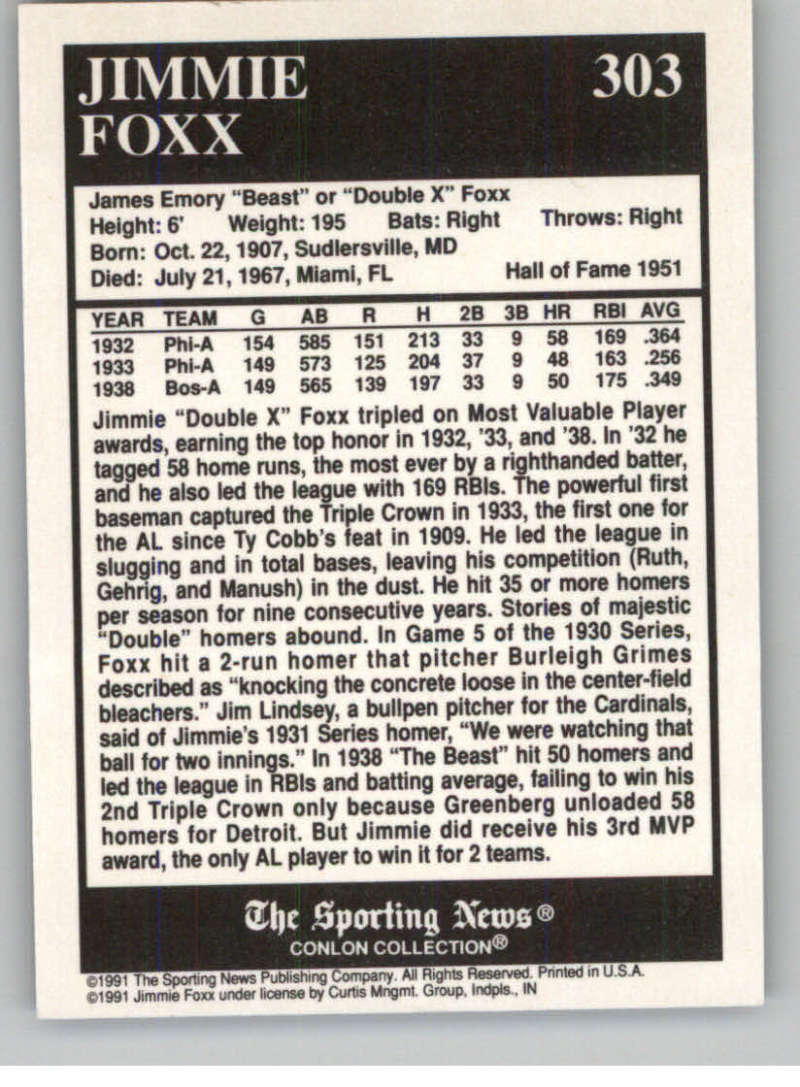 JIMMIE 303
FOXX
James Emory “Beast” or “Double X” Foxx
Height: 6' Weight: 195 Bats: Right Throws: Right
Born: Oct. 22, 1907, Sudlersville, MD
Died: July 21, 1967, Miami, FL Hall of Fame 1951
YEAR TEAM G AB R H 2B 3B HR RBI AVG
1932 Phi-A 154 585 151 213 33 9 58 169 .364
1933 Phi-A 149 573 125 204 37 9 48 163 .256
1938 Bos-A 149 565 139 197 33 9 50 175 .349
Jimmie “Double X” Foxx tripled on Most Valuable Player
awards, earning the top honor in 1932, ’33, and ’38. In ’32 he
tagged 58 home runs, the most ever by a righthanded batter,
and he also led the league with 169 RBIs. The powerful first
baseman captured the Triple Crown in 1933, the first one for
the AL since Ty Cobb’s feat in 1909. He led the league in
slugging and in total bases, leaving his competition (Ruth,
Gehrig, and Manush) in the dust. He hit 35 or more homers
per season for nine consecutive years. Stories of majestic
“Double” homers abound. In Game 5 of the 1930 Series,
Foxx hit a 2-run homer that pitcher Burleigh Grimes
described as “knocking the concrete loose in the center-field
bleachers.” Jim Lindsey, a bullpen pitcher for the Cardinals,
said of Jimmie’s 1931 Series homer, “We were watching that
ball for two innings.” In 1938 “The Beast” hit 50 homers and
led the league in RBIs and batting average, failing to win his
2nd Triple Crown only because Greenberg unloaded 58
homers for Detroit. But Jimmie did receive his 3rd MVP
award, the only AL player to win it for 2 teams.
The Sporting News®
CONLON COLLECTION®
©1991 The Sporting News Publishing Company. All Rights Reserved. Printed in U.S.A.
©1991 Jimmie Foxx under license by Curtis Mngmt. Group, Indpls., IN